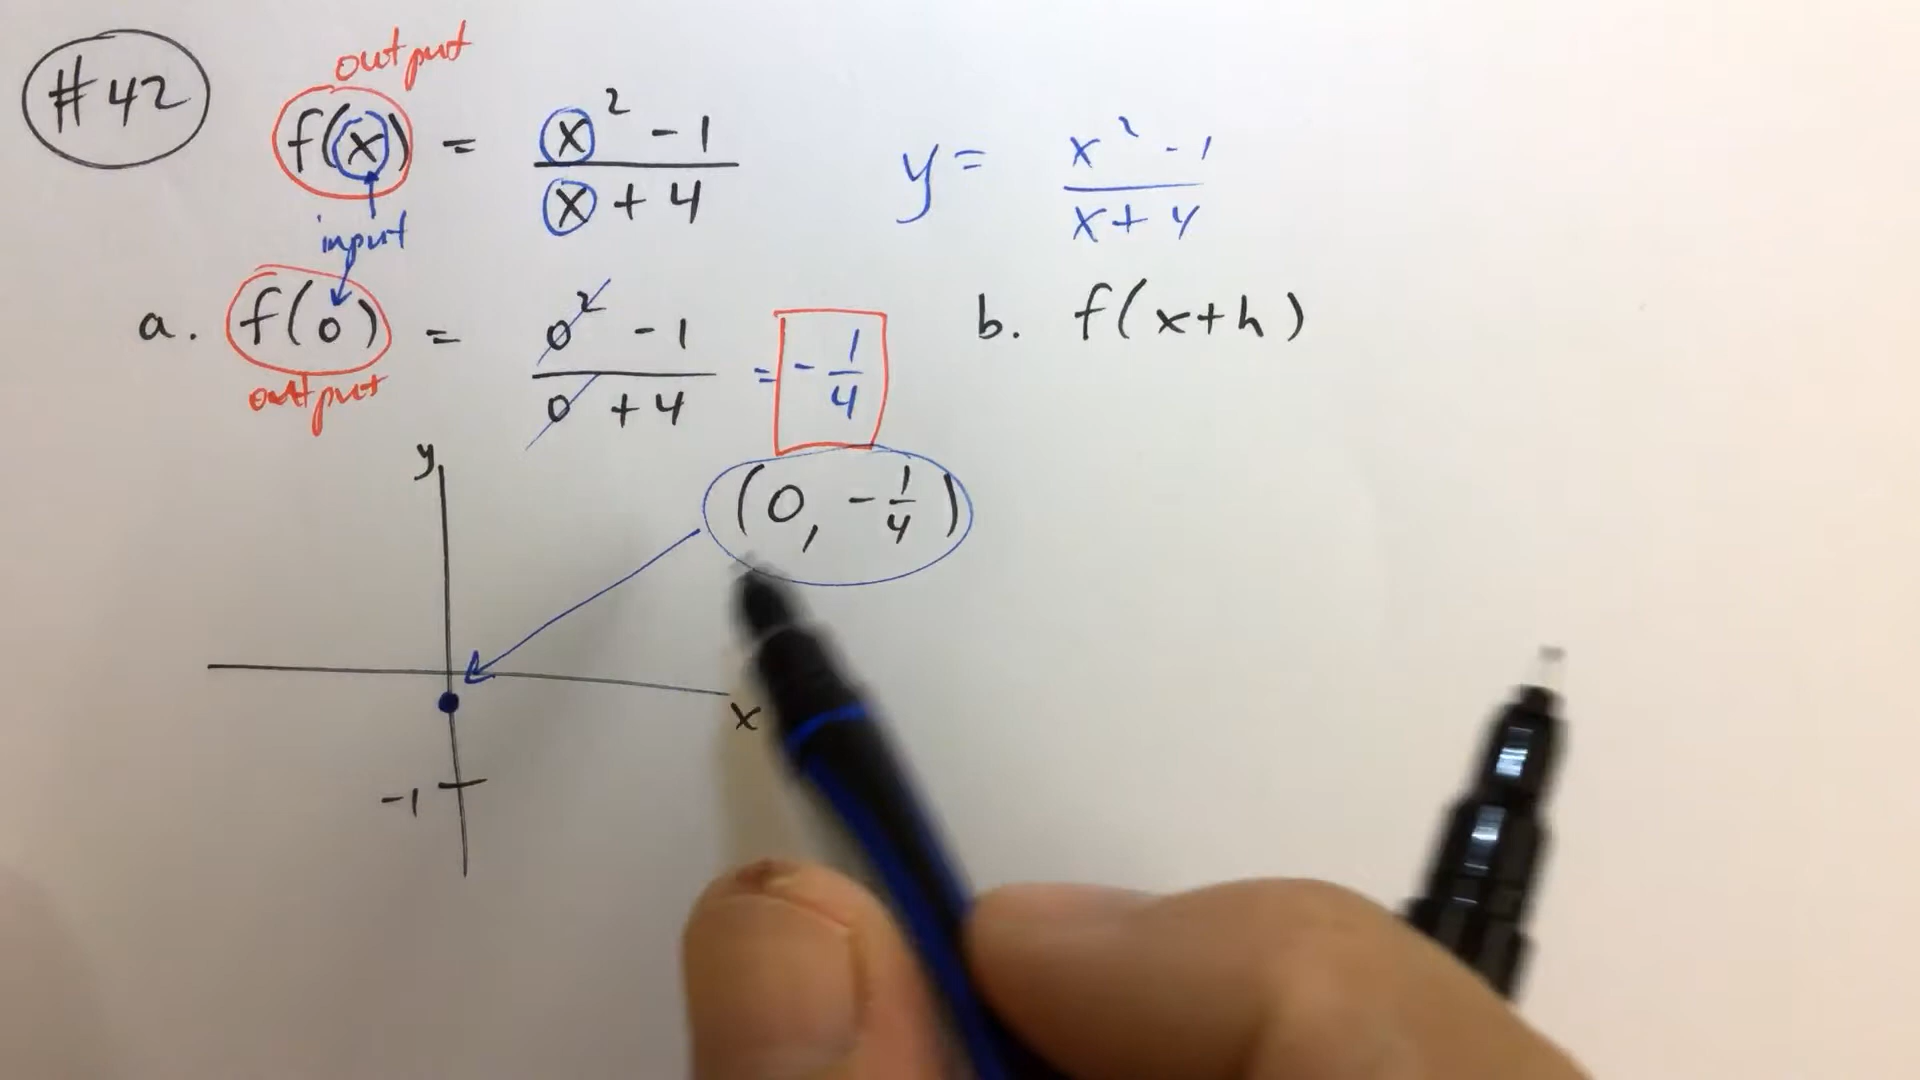 #42
output
f(x) = x² - 1 / x + 4
y = x² - 1 / x + 4
input
a. f(0) = 0² - 1 / 0 + 4 = - 1/4
b. f(x+h)
output
y
(0, - 1/4)
x
-1